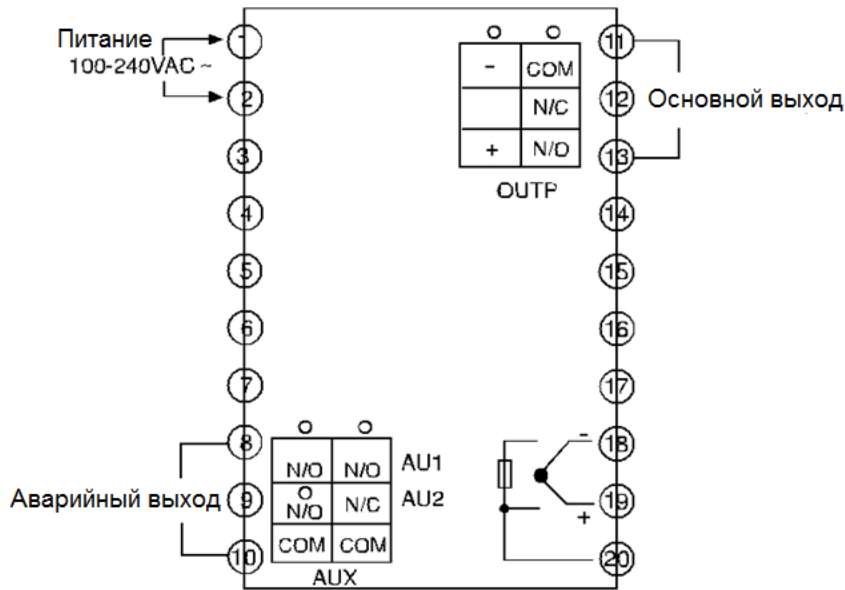 Питание
100-240VAC ~
1
2
3
4
5
6
7
8
9
10
Аварийный выход
N/O N/O AU1
N/O N/C AU2
COM COM
AUX
- COM
N/C
+ N/O
OUTP
11
12
13
Основной выход
14
15
16
17
18
19
20
-
+